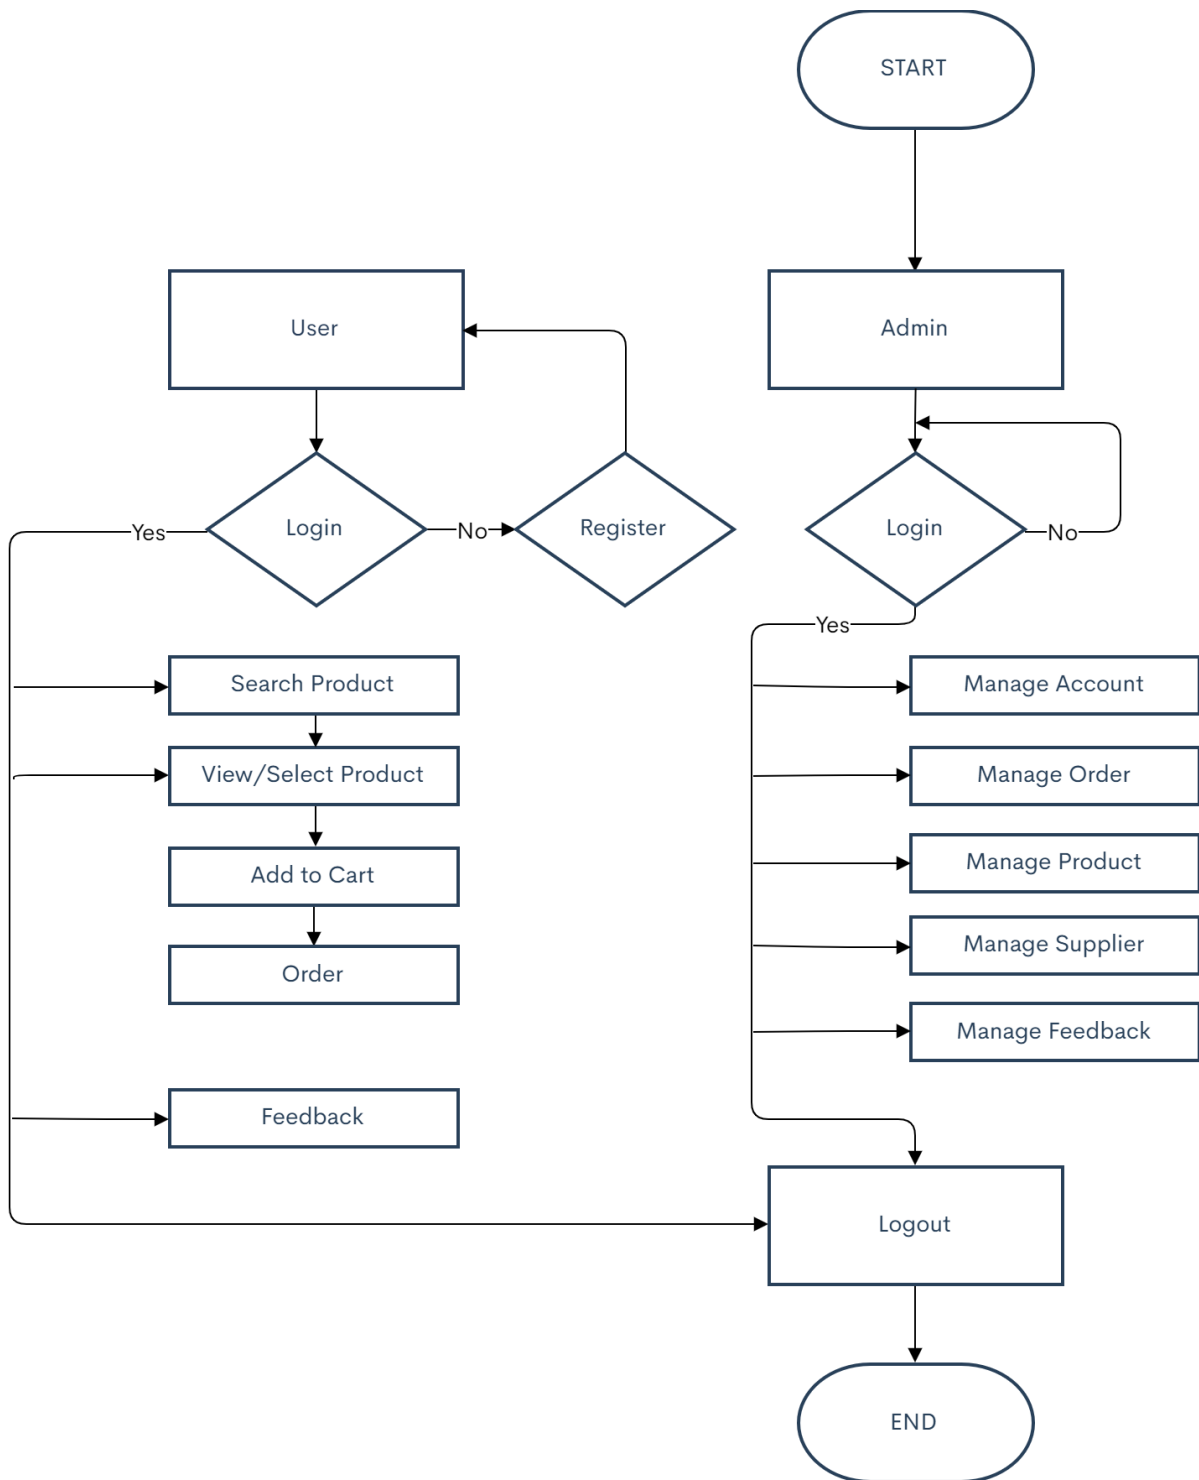 START
User
Admin
Login
No
Register
Login
No
Yes
Yes
Search Product
View/Select Product
Add to Cart
Order
Feedback
Manage Account
Manage Order
Manage Product
Manage Supplier
Manage Feedback
Logout
END